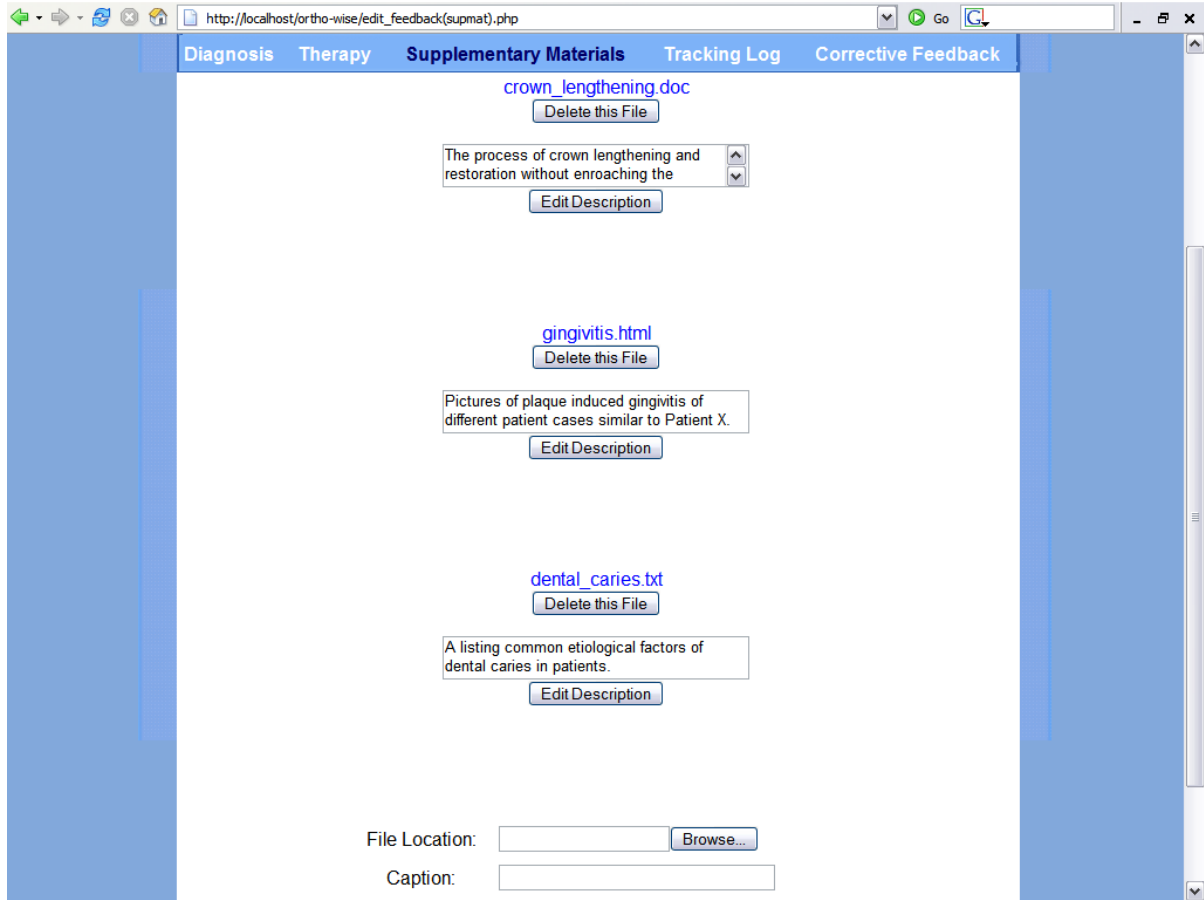 http://localhost/ortho-wise/edit_feedback(supmat).php Go G
Diagnosis Therapy Supplementary Materials Tracking Log Corrective Feedback
crown_lengthening.doc
Delete this File
The process of crown lengthening and
restoration without enroaching the
Edit Description
gingivitis.html
Delete this File
Pictures of plaque induced gingivitis of
different patient cases similar to Patient X.
Edit Description
dental_caries.txt
Delete this File
A listing common etiological factors of
dental caries in patients.
Edit Description
File Location: Browse...
Caption: